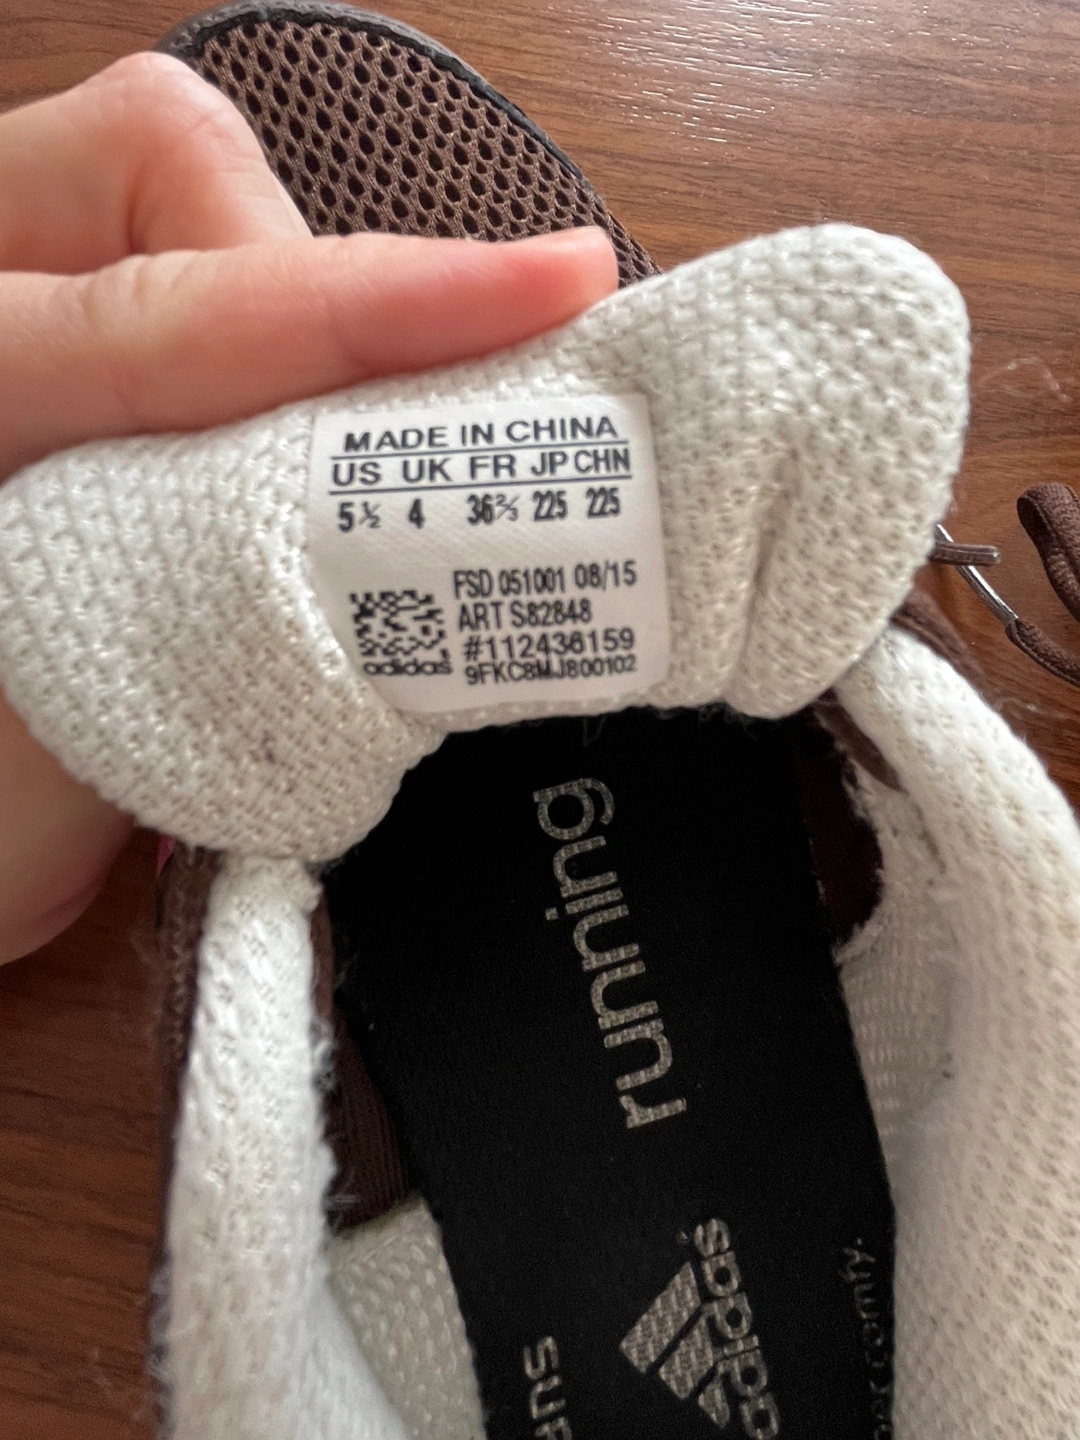 MADE IN CHINA
US UK FR JP CHN
5½ 4 36⅔ 225 225
FSD 051001 08/15
ART S82848
#112436159
adidas
9FKC8MJ800102
running
adidas
comfy.